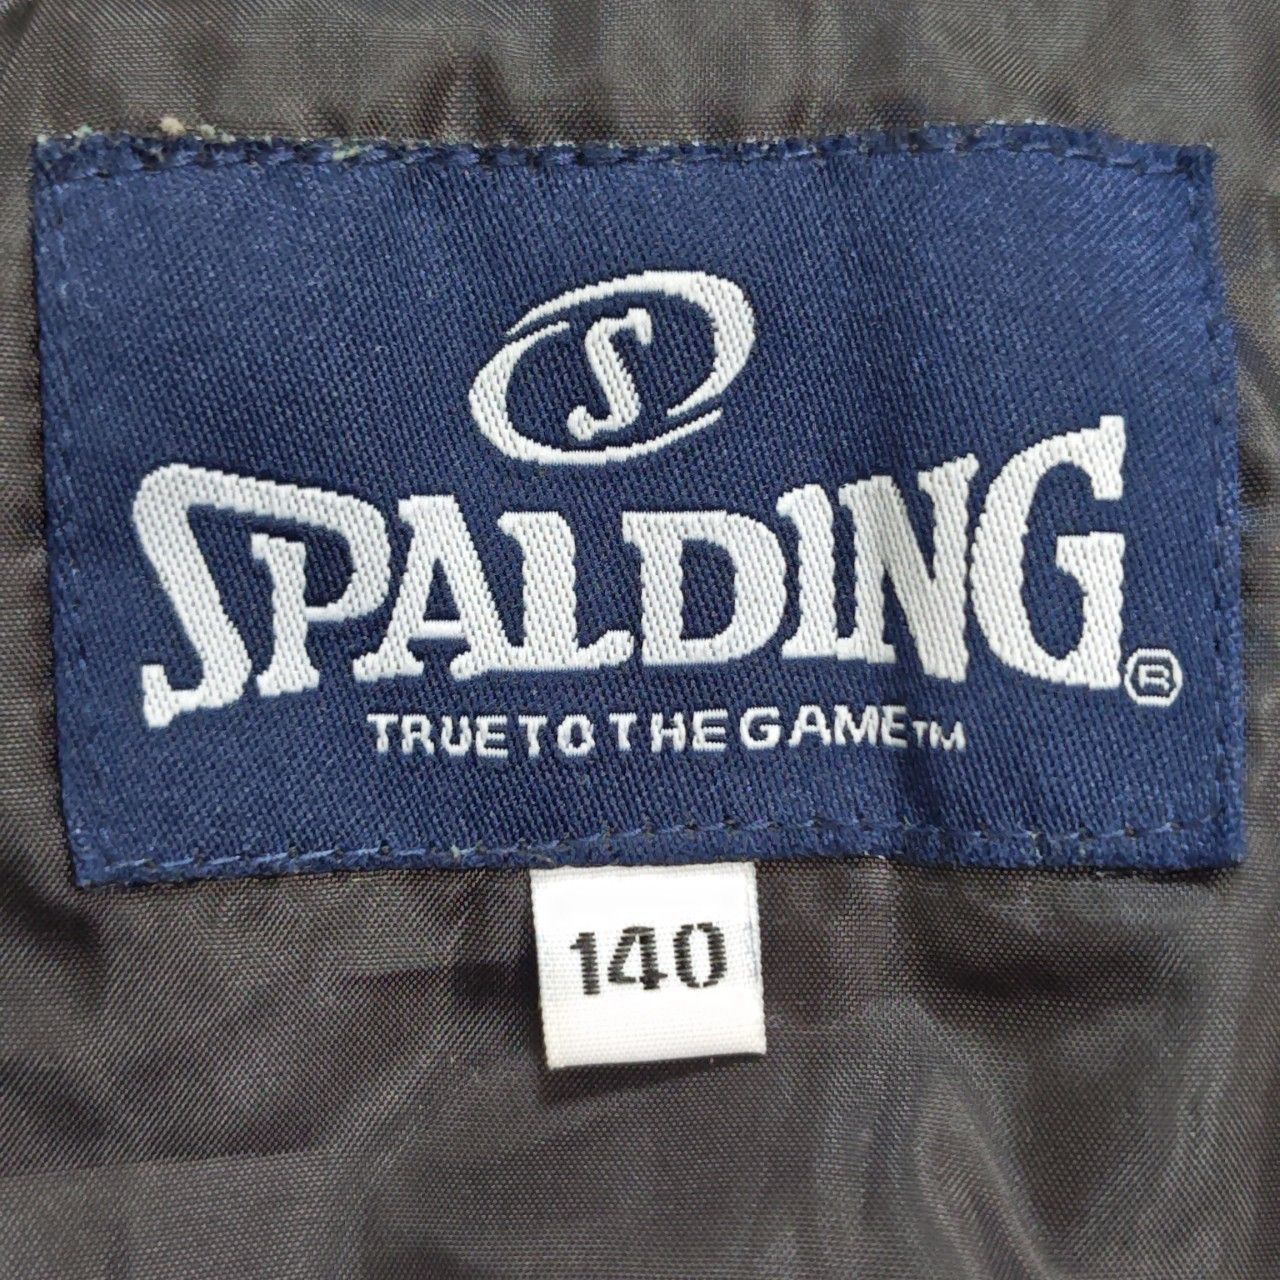 S
SPALDING®
TRUE TO THE GAME™
140